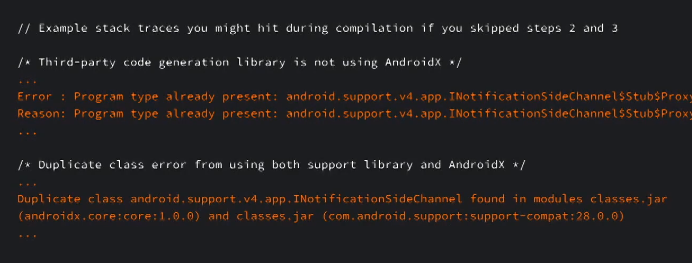 // Example stack traces you might hit during compilation if you skipped steps 2 and 3
/* Third-party code generation library is not using AndroidX */
...
Error : Program type already present: android.support.v4.app.INotificationSideChannel$Stub$Proxy
Reason: Program type already present: android.support.v4.app.INotificationSideChannel$Stub$Proxy
...
/* Duplicate class error from using both support library and AndroidX */
...
Duplicate class android.support.v4.app.INotificationSideChannel found in modules classes.jar
(androidx.core:core:1.0.0) and classes.jar (com.android.support:support-compat:28.0.0)
...